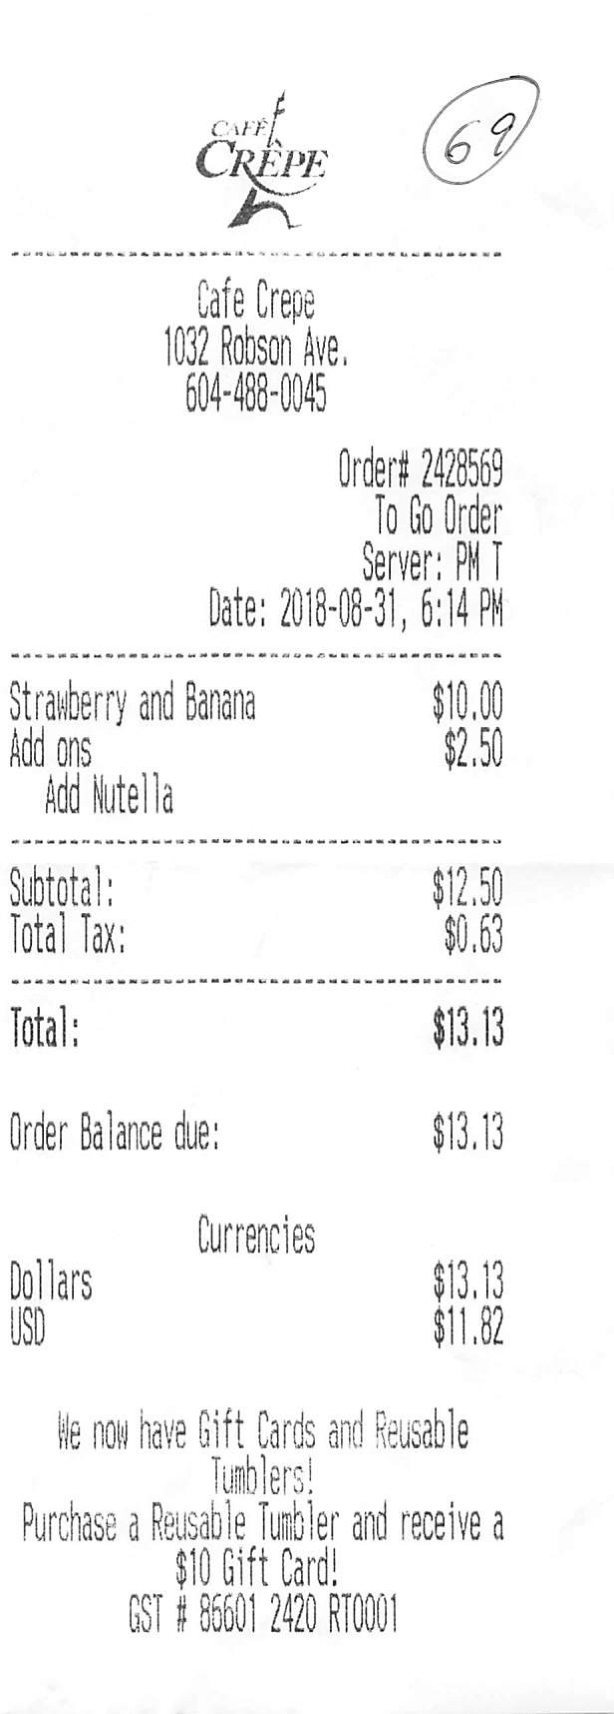 69
CAFÉ
CRÊPE
Cafe Crepe
1032 Robson Ave.
604-488-0045
Order# 2428569
To Go Order
Server: PM T
Date: 2018-08-31, 6:14 PM
Strawberry and Banana $10.00
Add ons $2.50
Add Nutella
Subtotal: $12.50
Total Tax: $0.63
Total: $13.13
Order Balance due: $13.13
Currencies
Dollars $13.13
USD $11.82
We now have Gift Cards and Reusable
Tumblers!
Purchase a Reusable Tumbler and receive a
$10 Gift Card!
GST # 86601 2420 RT0001